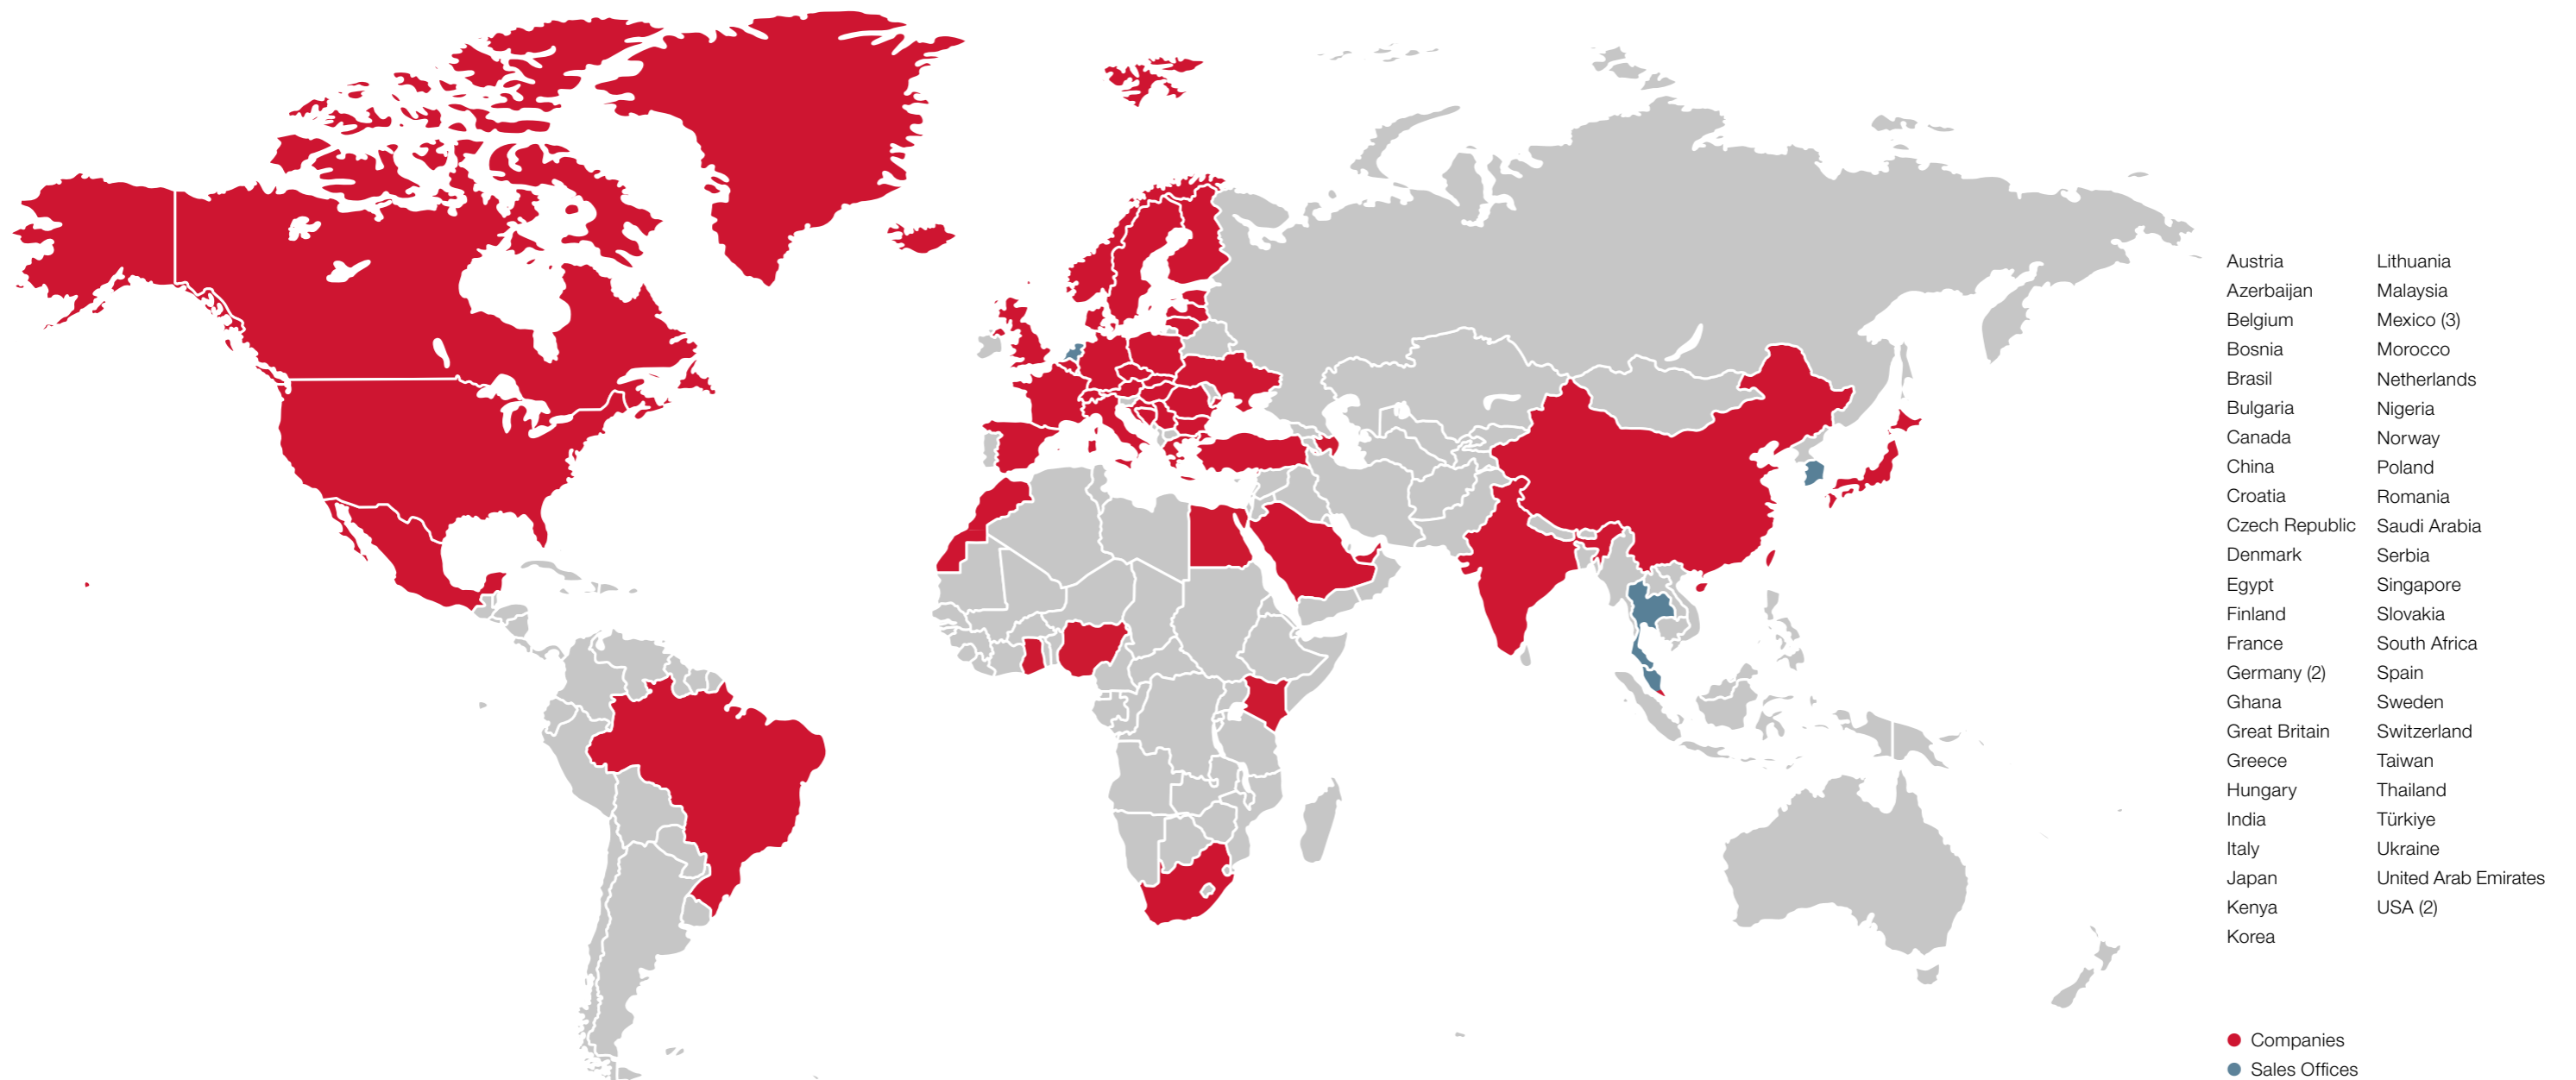 Austria
Azerbaijan
Belgium
Bosnia
Brasil
Bulgaria
Canada
China
Croatia
Czech Republic
Denmark
Egypt
Finland
France
Germany (2)
Ghana
Great Britain
Greece
Hungary
India
Italy
Japan
Kenya
Korea
Lithuania
Malaysia
Mexico (3)
Morocco
Netherlands
Nigeria
Norway
Poland
Romania
Saudi Arabia
Serbia
Singapore
Slovakia
South Africa
Spain
Sweden
Switzerland
Taiwan
Thailand
Türkiye
Ukraine
United Arab Emirates
USA (2)
Companies
Sales Offices